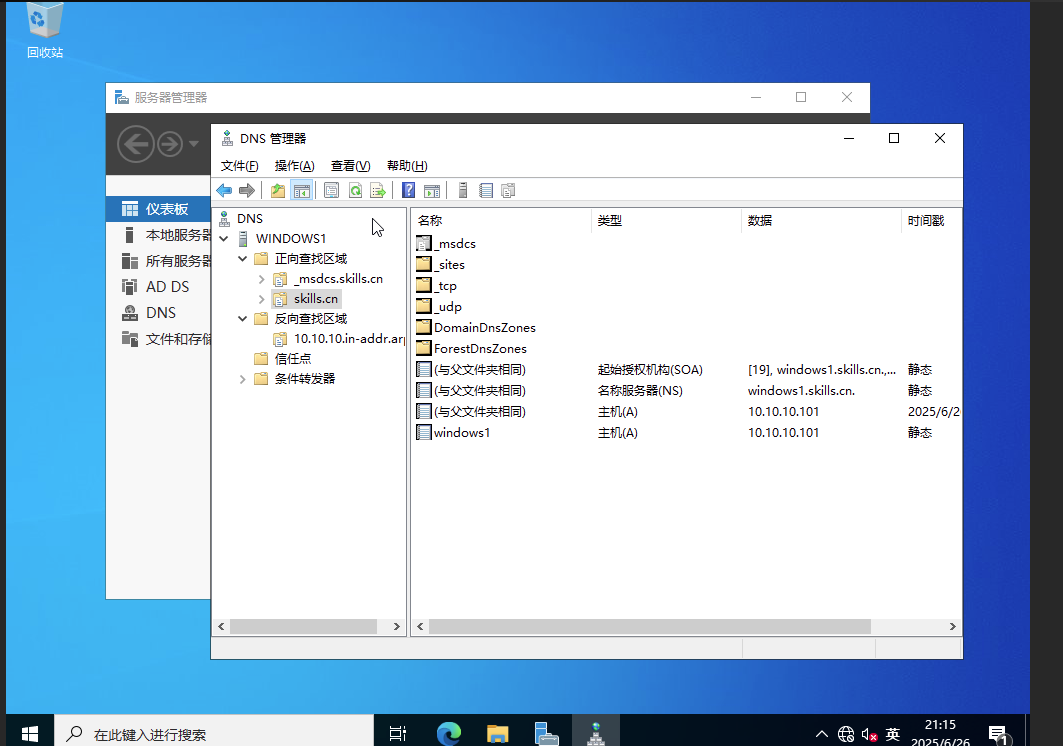 回收站
服务器管理器
DNS 管理器
文件(F) 操作(A) 查看(V) 帮助(H)
仪表板
本地服务器
所有服务器
AD DS
DNS
文件和存储
DNS
WINDOWS1
正向查找区域
_msdcs.skills.cn
skills.cn
反向查找区域
10.10.10.in-addr.arp
信任点
条件转发器
名称 类型 数据 时间戳
_msdcs
_sites
_tcp
_udp
DomainDnsZones
ForestDnsZones
(与父文件夹相同) 起始授权机构(SOA) [19], windows1.skills.cn.,... 静态
(与父文件夹相同) 名称服务器(NS) windows1.skills.cn. 静态
(与父文件夹相同) 主机(A) 10.10.10.101 2025/6/2
windows1 主机(A) 10.10.10.101 静态
在此键入进行搜索
英
21:15
2025/6/26
1